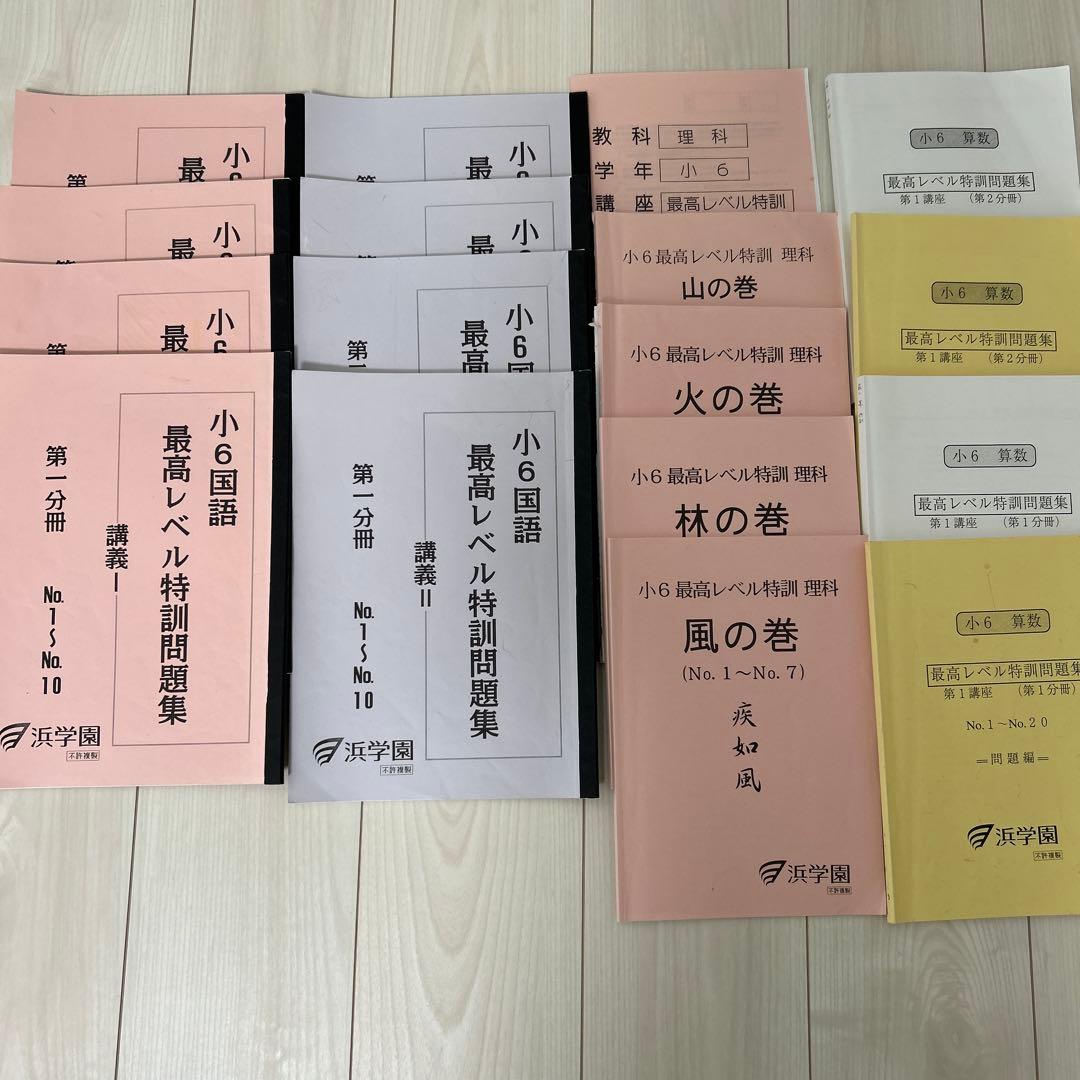 小
最
第
小
最
小
最
第
小6国語
最高レベル特訓問題集
講義Ⅰ
第一分冊
No.1~No.10
浜学園
不許複製
小
最
第
小
最
小6国
最高レベル特
第二
小6国語
最高レベル特訓問題集
講義Ⅱ
第一分冊
No.1~No.10
浜学園
不許複製
教科 理科
学年 小6
講座 最高レベル特訓
小6最高レベル特訓 理科
山の巻
小6最高レベル特訓 理科
火の巻
小6最高レベル特訓 理科
林の巻
小6最高レベル特訓 理科
風の巻
(No.1~No.7)
疾如風
浜学園
不許複製
小6 算数
最高レベル特訓問題集
第1講座 (第2分冊)
小6 算数
最高レベル特訓問題集
第1講座 (第2分冊)
小6 算数
最高レベル特訓問題集
第1講座 (第1分冊)
小6 算数
最高レベル特訓問題集
第1講座 (第1分冊)
No.1~No.20
=問題編=
浜学園
不許複製